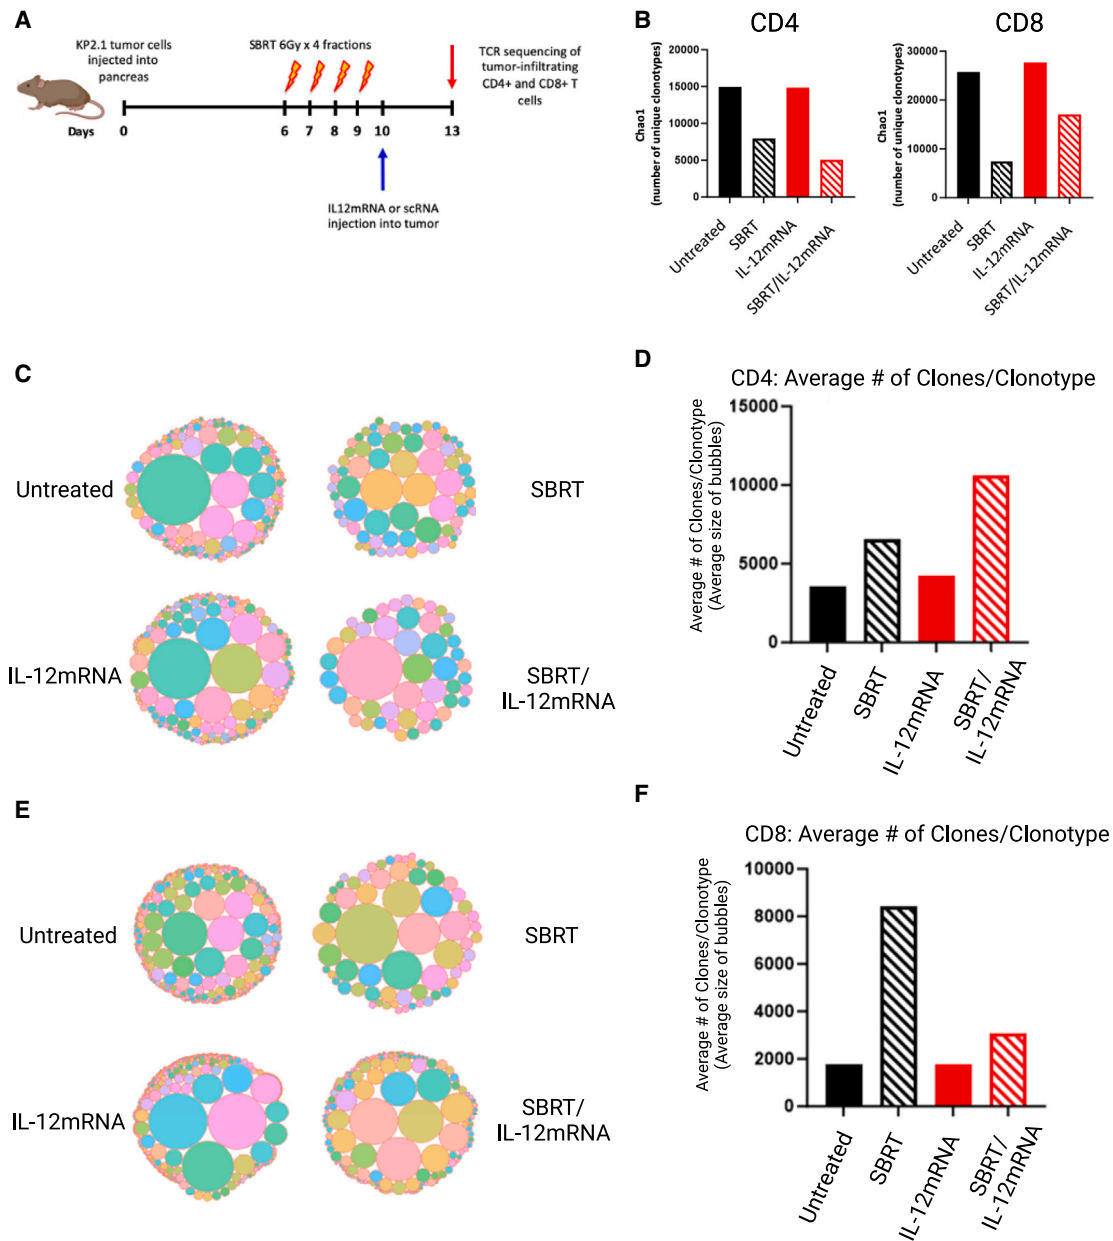 A
KP2.1 tumor cells
injected into
pancreas
SBRT 6Gy x 4 fractions
TCR sequencing of
tumor-infiltrating
CD4+ and CD8+ T
cells
Days
0
6
7
8
9
10
13
IL12mRNA or scRNA
injection into tumor
B
CD4
Chao1
(number of unique clonotypes)
20000
15000
10000
5000
0
Untreated
SBRT
IL-12mRNA
SBRT/IL-12mRNA
CD8
Chao1
(number of unique clonotypes)
30000
20000
10000
0
Untreated
SBRT
IL-12mRNA
SBRT/IL-12mRNA
C
Untreated
SBRT
IL-12mRNA
SBRT/
IL-12mRNA
D
CD4: Average # of Clones/Clonotype
Average # of Clones/Clonotype
(Average size of bubbles)
15000
10000
5000
0
Untreated
SBRT
IL-12mRNA
SBRT/
IL-12mRNA
E
Untreated
SBRT
IL-12mRNA
SBRT/
IL-12mRNA
F
CD8: Average # of Clones/Clonotype
Average # of Clones/Clonotype
(Average size of bubbles)
10000
8000
6000
4000
2000
0
Untreated
SBRT
IL-12mRNA
SBRT/
IL-12mRNA